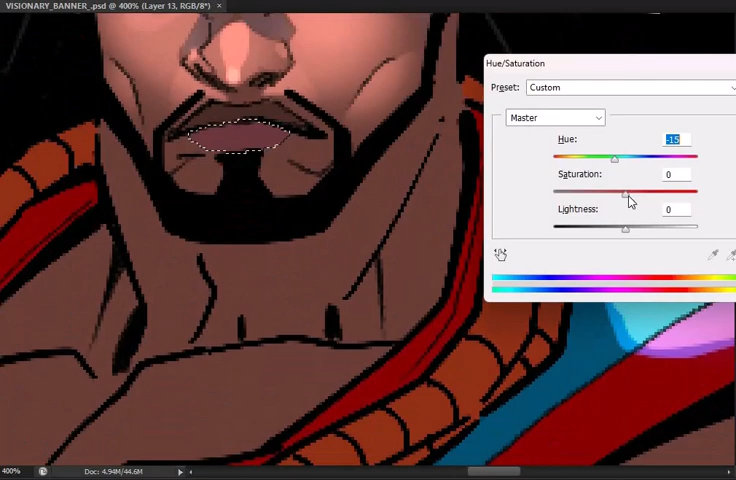 VISIONARY_BANNER_.psd @ 400% (Layer 13, RGB/8*) ×
Hue/Saturation
Preset: Custom
Master
Hue: -15
Saturation: 0
Lightness: 0
400% Doc: 4.94M/44.6M